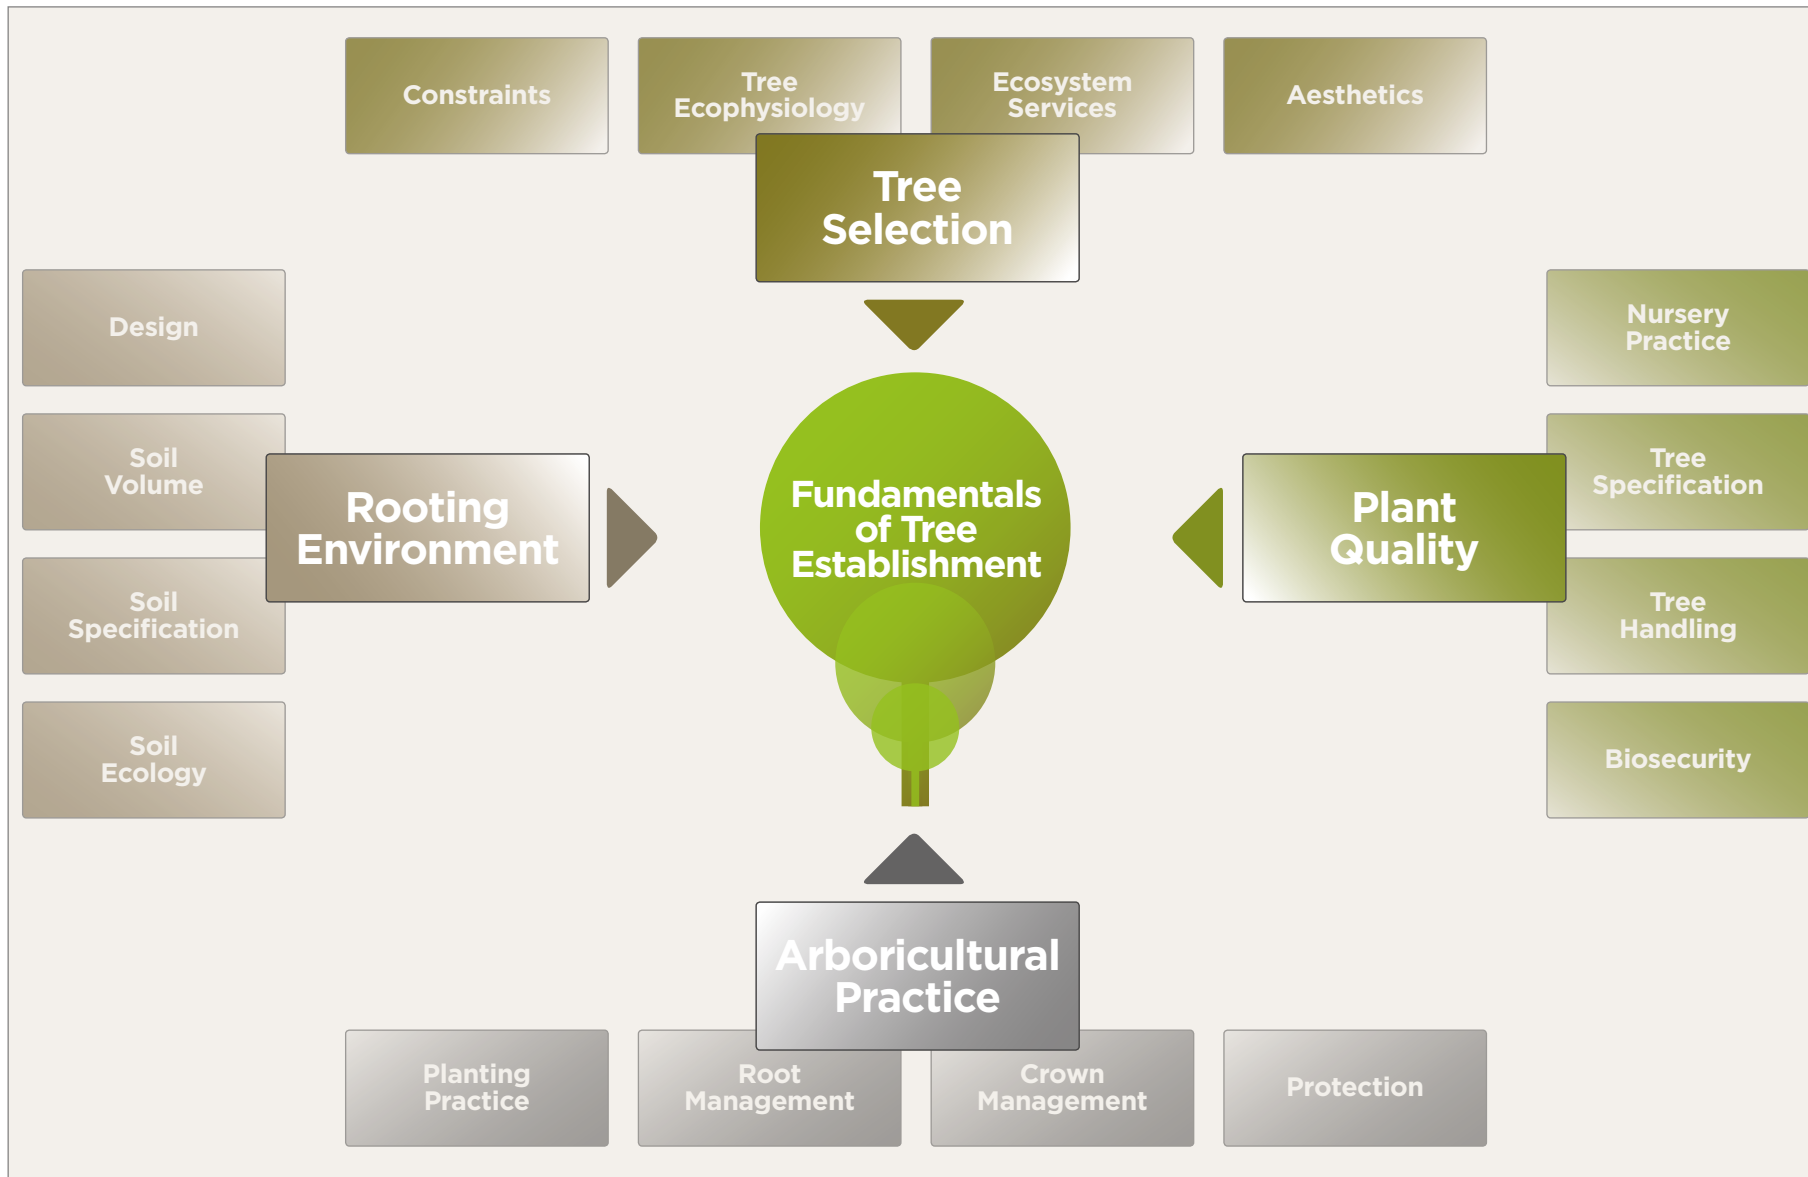 Constraints
Tree
Ecophysiology
Ecosystem
Services
Aesthetics
Tree
Selection
Design
Soil
Volume
Soil
Specification
Soil
Ecology
Rooting
Environment
Fundamentals
of Tree
Establishment
Plant
Quality
Nursery
Practice
Tree
Specification
Tree
Handling
Biosecurity
Arboricultural
Practice
Planting
Practice
Root
Management
Crown
Management
Protection